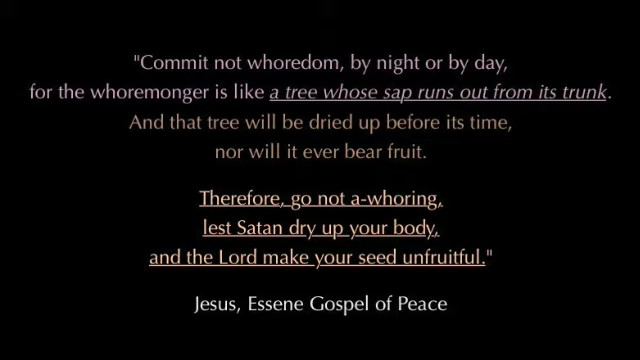 "Commit not whoredom, by night or by day,
for the whoremonger is like a tree whose sap runs out from its trunk.
And that tree will be dried up before its time,
nor will it ever bear fruit.
Therefore, go not a-whoring,
lest Satan dry up your body,
and the Lord make your seed unfruitful."
Jesus, Essene Gospel of Peace